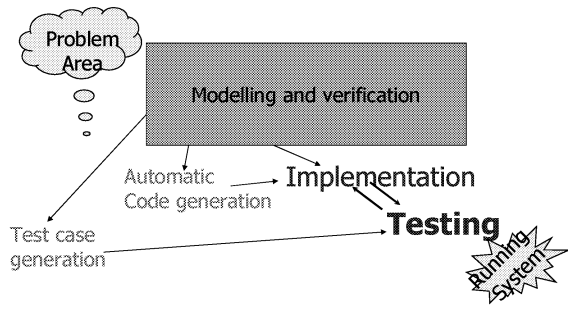 Problem
Area
Modelling and verification
Automatic
Code generation
Implementation
Testing
Test case
generation
Running
System